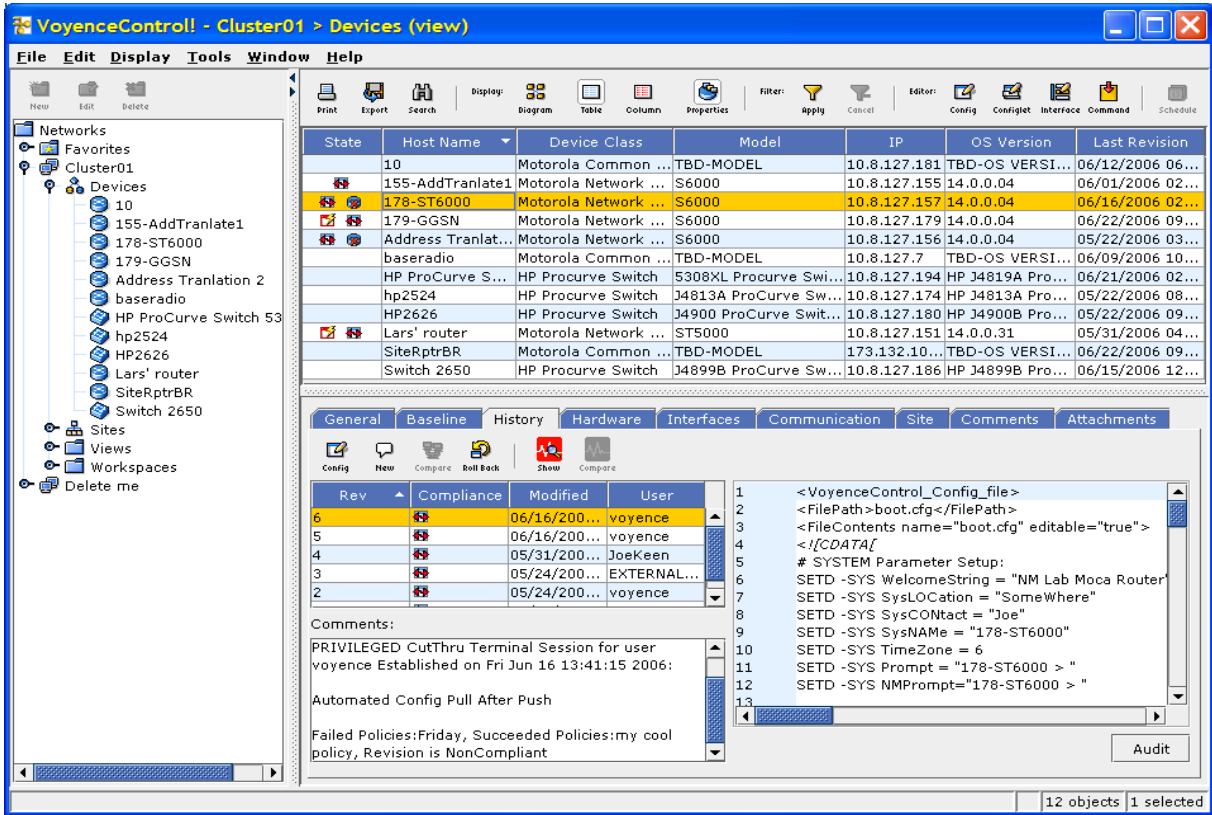 VoyenceControl! - Cluster01 > Devices (view)
File Edit Display Tools Window Help
New Edit Delete
Print Export Search Display: Diagram Table Column Properties Filter: Apply Cancel Editor: Config Configlet Interface Command Schedule
Networks
Favorites
Cluster01
Devices
10
155-AddTranlate1
178-ST6000
179-GGSN
Address Tranlation 2
baseradio
HP ProCurve Switch 53
hp2524
HP2626
Lars' router
SiteRptrBR
Switch 2650
Sites
Views
Workspaces
Delete me
State Host Name Device Class Model IP OS Version Last Revision
10 Motorola Common ... TBD-MODEL 10.8.127.181 TBD-OS VERSI... 06/12/2006 06...
155-AddTranlate1 Motorola Network ... S6000 10.8.127.155 14.0.0.04 06/01/2006 02...
178-ST6000 Motorola Network ... S6000 10.8.127.157 14.0.0.04 06/16/2006 02...
179-GGSN Motorola Network ... S6000 10.8.127.179 14.0.0.04 06/22/2006 09...
Address Tranlat... Motorola Network ... S6000 10.8.127.156 14.0.0.04 05/22/2006 03...
baseradio Motorola Common ... TBD-MODEL 10.8.127.7 TBD-OS VERSI... 06/09/2006 10...
HP ProCurve S... HP Procurve Switch 5308XL Procurve Swi... 10.8.127.194 HP J4819A Pro... 06/21/2006 02...
hp2524 HP Procurve Switch J4813A ProCurve Sw... 10.8.127.174 HP J4813A Pro... 05/22/2006 08...
HP2626 HP Procurve Switch J4900 ProCurve Swit... 10.8.127.180 HP J4900B Pro... 05/22/2006 09...
Lars' router Motorola Network ... ST5000 10.8.127.151 14.0.0.31 05/31/2006 04...
SiteRptrBR Motorola Common ... TBD-MODEL 173.132.10... TBD-OS VERSI... 06/22/2006 09...
Switch 2650 HP Procurve Switch J4899B ProCurve Sw... 10.8.127.186 HP J4899B Pro... 06/15/2006 12...
General Baseline History Hardware Interfaces Communication Site Comments Attachments
Config New Compare Roll Back Show Compare
Rev Compliance Modified User
6 06/16/200... voyence
5 06/16/200... voyence
4 05/31/200... JoeKeen
3 05/24/200... EXTERNAL...
2 05/24/200... voyence
Comments:
PRIVILEGED CutThru Terminal Session for user
voyence Established on Fri Jun 16 13:41:15 2006:
Automated Config Pull After Push
Failed Policies:Friday, Succeeded Policies:my cool
policy, Revision is NonCompliant
1 <VoyenceControl_Config_file>
2 <FilePath>boot.cfg</FilePath>
3 <FileContents name="boot.cfg" editable="true">
4 <![CDATA[
5 # SYSTEM Parameter Setup:
6 SETD -SYS WelcomeString = "NM Lab Moca Router"
7 SETD -SYS SysLOCation = "SomeWhere"
8 SETD -SYS SysCONtact = "Joe"
9 SETD -SYS SysNAMe = "178-ST6000"
10 SETD -SYS TimeZone = 6
11 SETD -SYS Prompt = "178-ST6000 > "
12 SETD -SYS NMPrompt="178-ST6000 > "
13
Audit
12 objects 1 selected